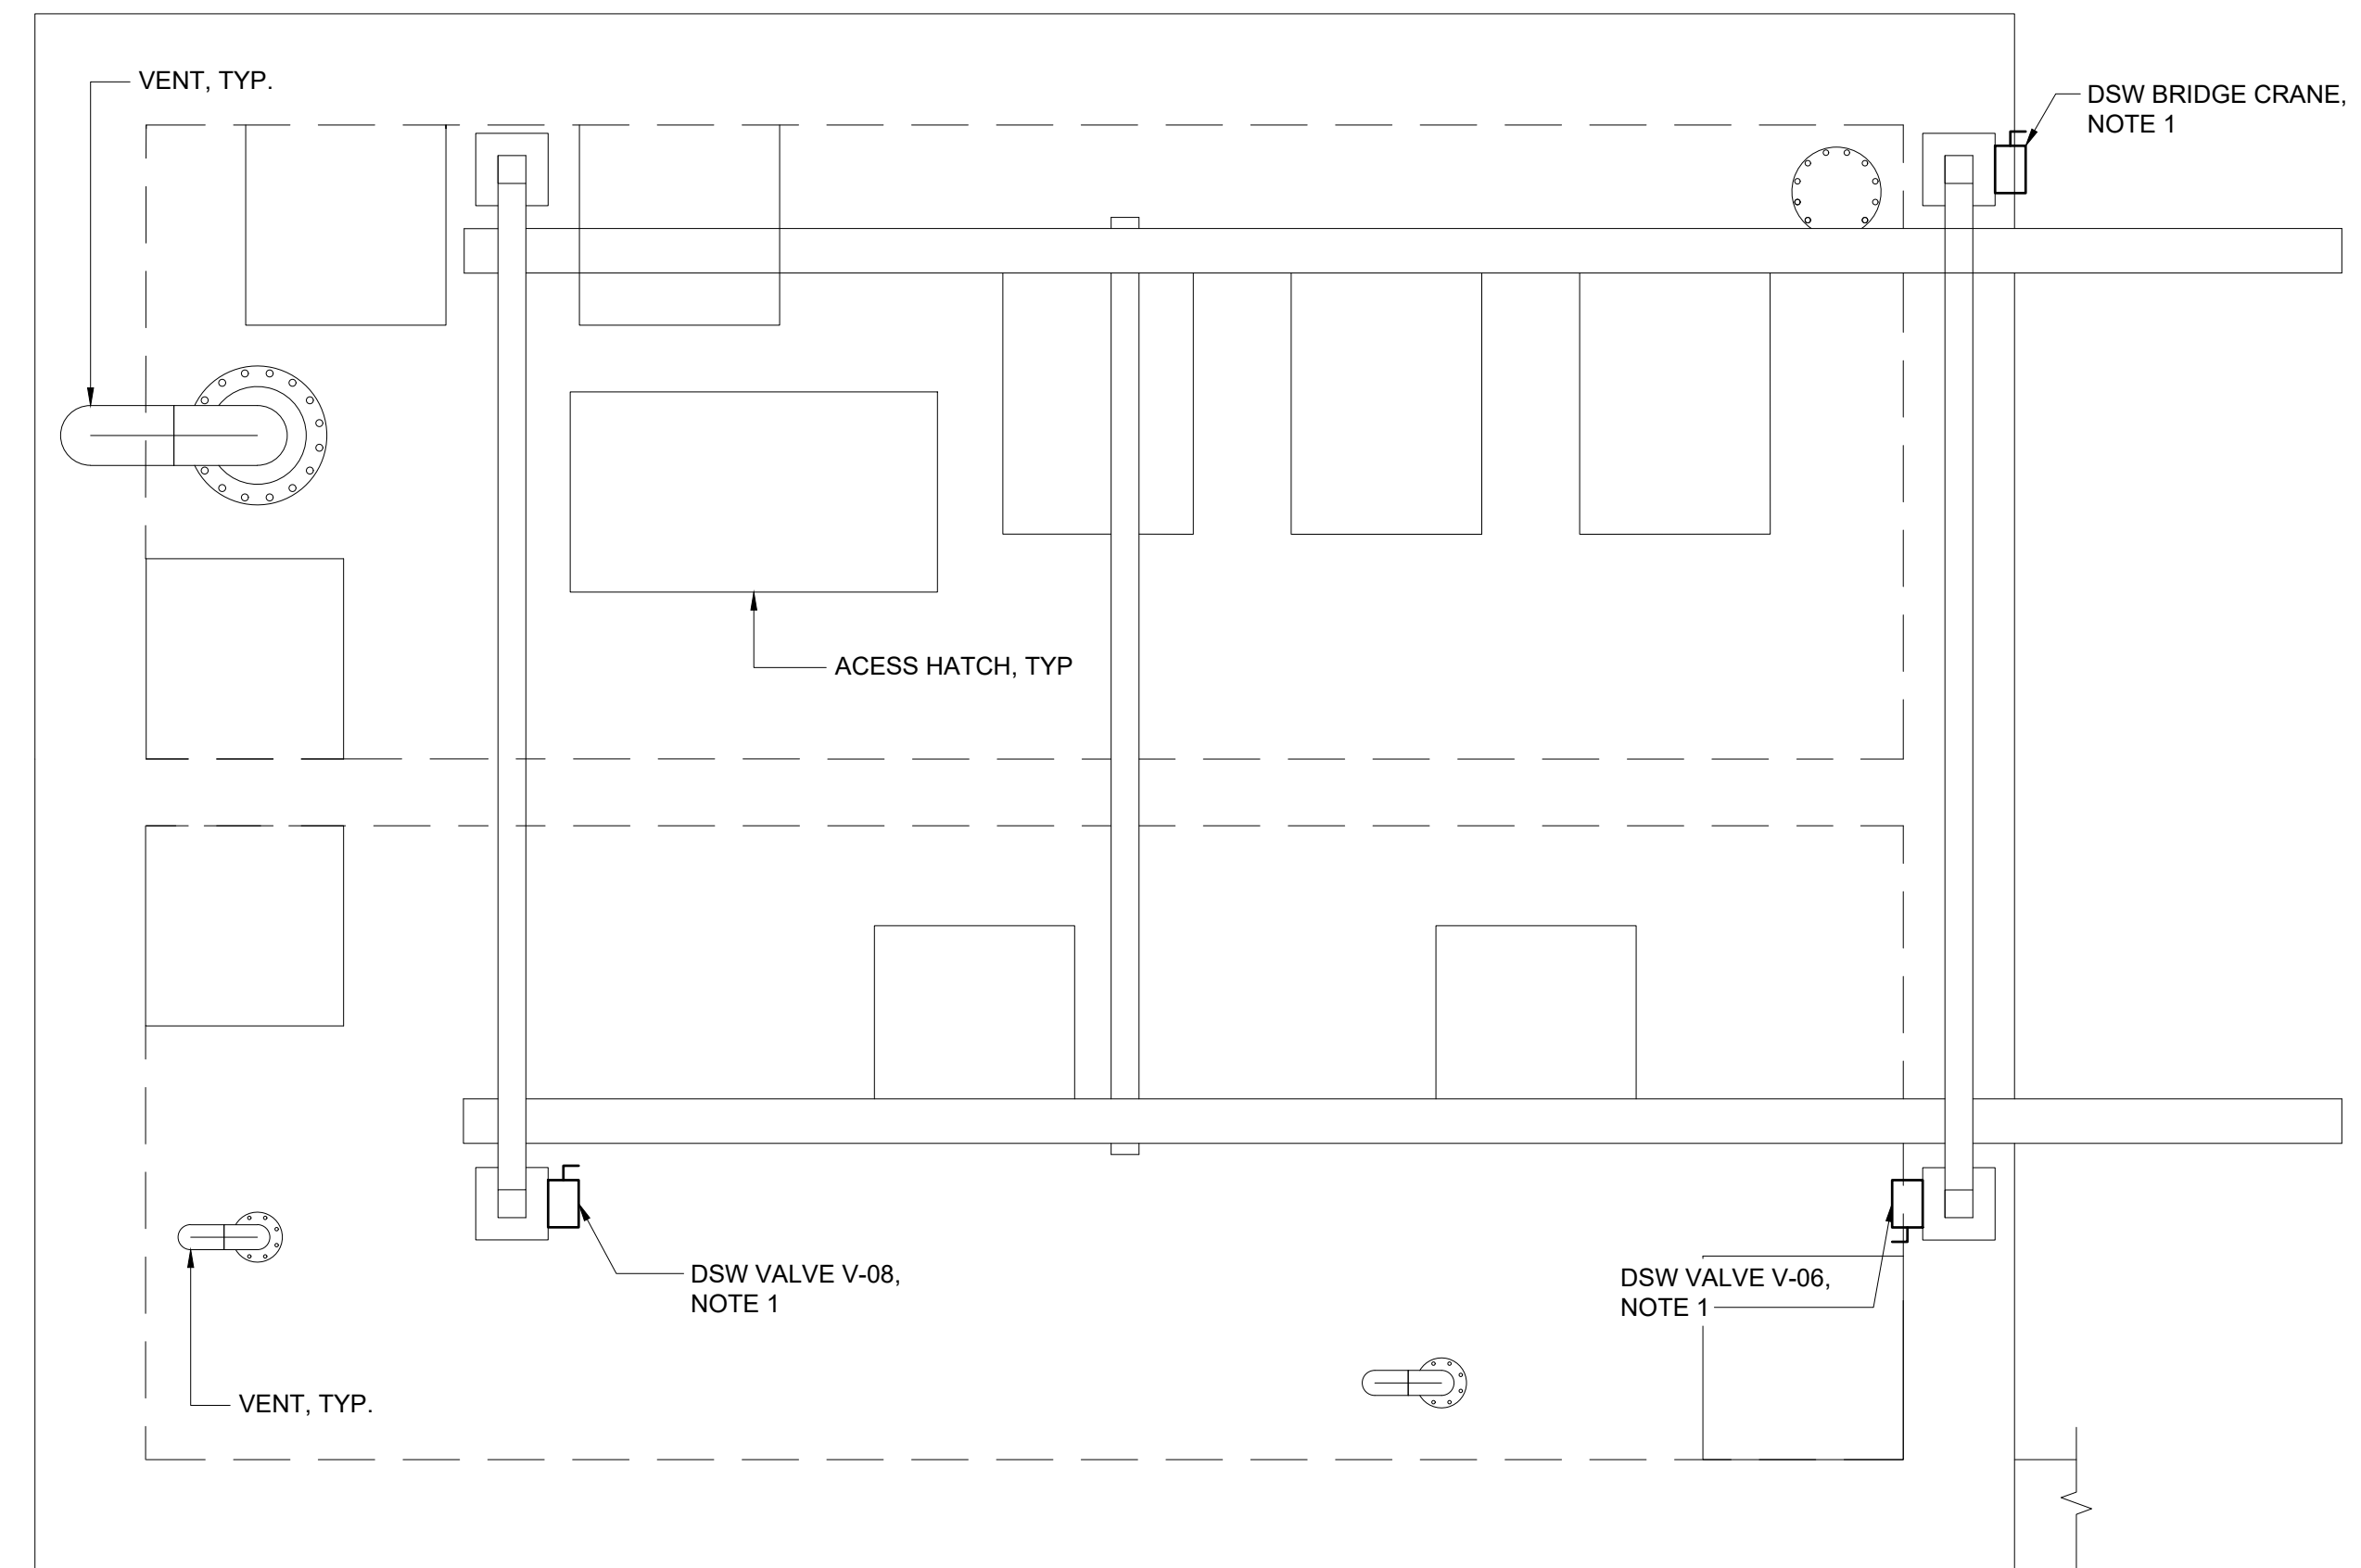 VENT, TYP.
DSW BRIDGE CRANE,
NOTE 1
ACESS HATCH, TYP
DSW VALVE V-08,
NOTE 1
DSW VALVE V-06,
NOTE 1
VENT, TYP.